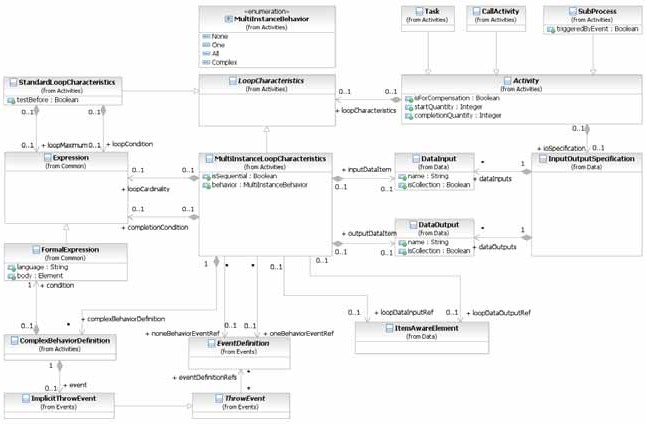 «enumeration»
MultiInstanceBehavior
(from Activities)
None
One
All
Complex
Task
(from Activities)
CallActivity
(from Activities)
SubProcess
(from Activities)
triggeredByEvent : Boolean
StandardLoopCharacteristics
(from Activities)
testBefore : Boolean
LoopCharacteristics
(from Activities)
0..1
0..1
+ loopCharacteristics
Activity
(from Activities)
isForCompensation : Boolean
startQuantity : Integer
completionQuantity : Integer
0..1
0..1
+ loopMaximum
0..1
0..1
+ loopCondition
0..1
+ ioSpecification
0..1
Expression
(from Common)
0..1
0..1
+ loopCardinality
0..1
0..1
+ completionCondition
MultiInstanceLoopCharacteristics
(from Activities)
isSequential : Boolean
behavior : MultiInstanceBehavior
+ inputDataItem
0..1
0..1
DataInput
(from Data)
name : String
isCollection : Boolean
*
+ dataInputs
InputOutputSpecification
(from Data)
+ outputDataItem
0..1
0..1
DataOutput
(from Data)
name : String
isCollection : Boolean
*
+ dataOutputs
FormalExpression
(from Common)
language : String
body : Element
1
+ condition
0..1
1
*
*
0..1
0..1
+ complexBehaviorDefinition
*
+ noneBehaviorEventRef
0..1
0..1
+ oneBehaviorEventRef
0..1
+ loopDataInputRef
0..1
+ loopDataOutputRef
ComplexBehaviorDefinition
(from Activities)
EventDefinition
(from Events)
ItemAwareElement
(from Data)
1
+ event
0..1
+ eventDefinitionRefs
*
*
ImplicitThrowEvent
(from Events)
ThrowEvent
(from Events)